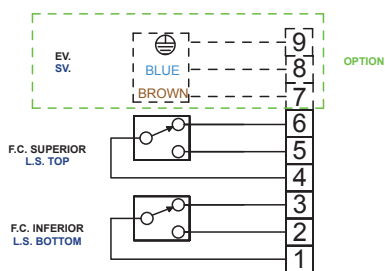 EV.
SV.
BLUE
BROWN
9
8
7
OPTION
F.C. SUPERIOR
L.S. TOP
6
5
4
F.C. INFERIOR
L.S. BOTTOM
3
2
1